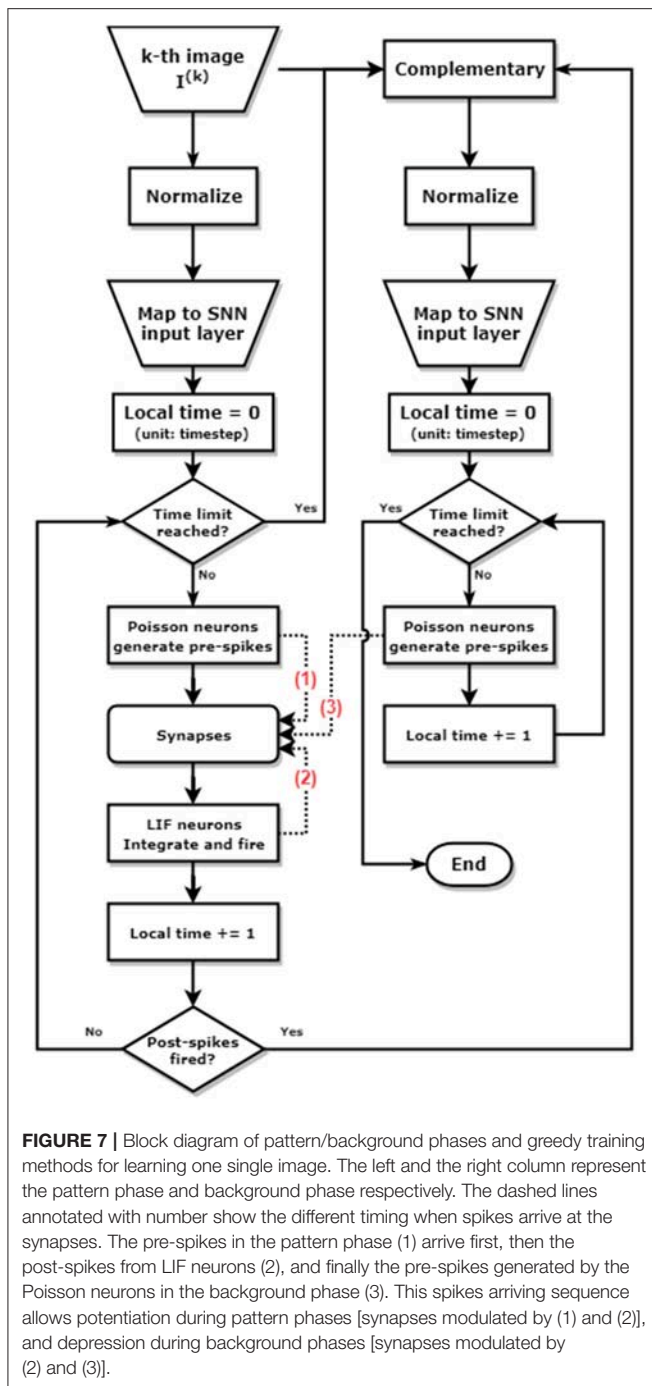 k-th image
I(k)
Complementary
Normalize
Normalize
Map to SNN
input layer
Map to SNN
input layer
Local time = 0
(unit: timestep)
Local time = 0
(unit: timestep)
Time limit
reached?
Yes
Yes
Time limit
reached?
No
No
Poisson neurons
generate pre-spikes
Poisson neurons
generate pre-spikes
(1)
(3)
Synapses
Local time += 1
(2)
LIF neurons
Integrate and fire
End
Local time += 1
No
Yes
Post-spikes
fired?
FIGURE 7 | Block diagram of pattern/background phases and greedy training
methods for learning one single image. The left and the right column represent
the pattern phase and background phase respectively. The dashed lines
annotated with number show the different timing when spikes arrive at the
synapses. The pre-spikes in the pattern phase (1) arrive first, then the
post-spikes from LIF neurons (2), and finally the pre-spikes generated by the
Poisson neurons in the background phase (3). This spikes arriving sequence
allows potentiation during pattern phases [synapses modulated by (1) and (2)],
and depression during background phases [synapses modulated by
(2) and (3)].